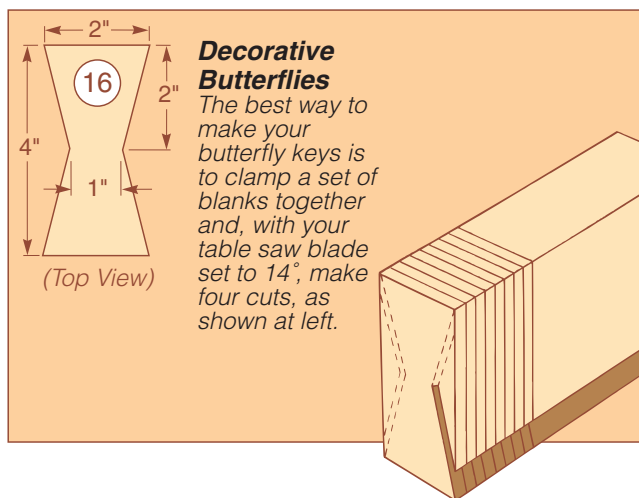 2"
16
2"
4"
1"
(Top View)
Decorative
Butterflies
The best way to
make your
butterfly keys is
to clamp a set of
blanks together
and, with your
table saw blade
set to 14˚, make
four cuts, as
shown at left.